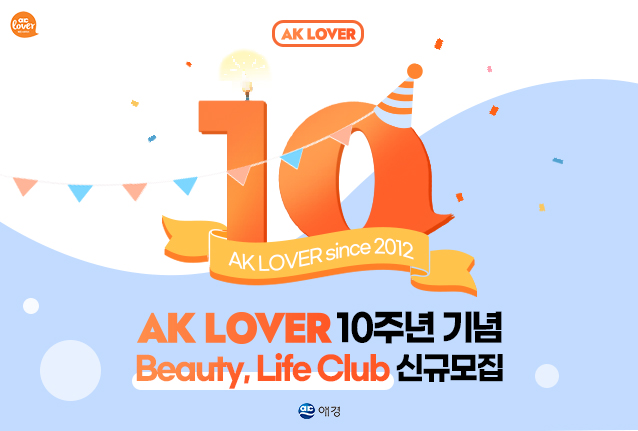 ak
lover
AK LOVER
10
AK LOVER since 2012
AK LOVER 10주년 기념
Beauty, Life Club 신규모집
애경